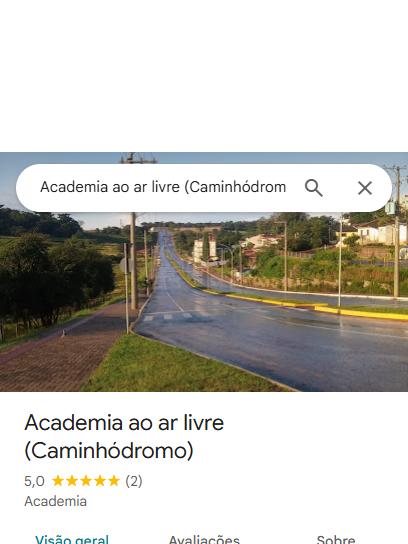 Academia ao ar livre (Caminhódrom
Academia ao ar livre
(Caminhódromo)
5,0 (2)
Academia
Visão geral Avaliações Sobre